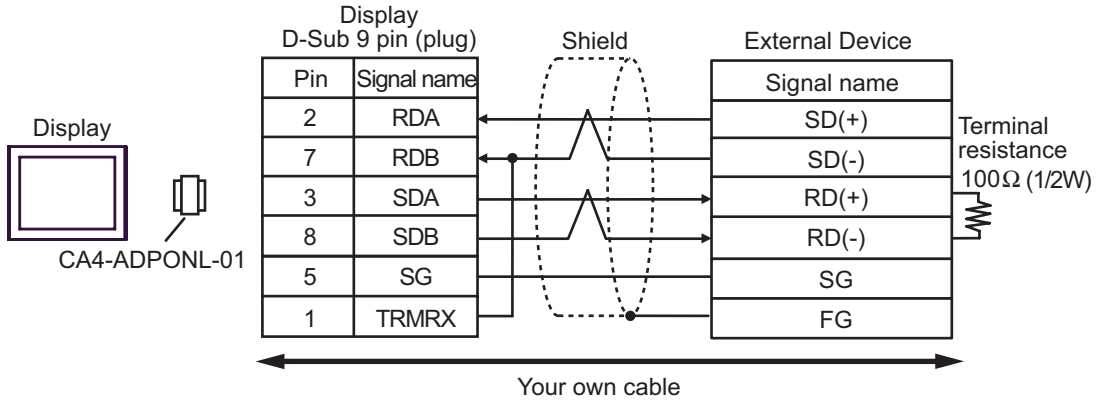 Display
D-Sub 9 pin (plug)
Shield
External Device
Pin Signal name
Signal name
2 RDA
SD(+)
7 RDB
SD(-)
3 SDA
RD(+)
8 SDB
RD(-)
5 SG
SG
1 TRMRX
FG
Display
CA4-ADPONL-01
Terminal
resistance
100Ω (1/2W)
Your own cable